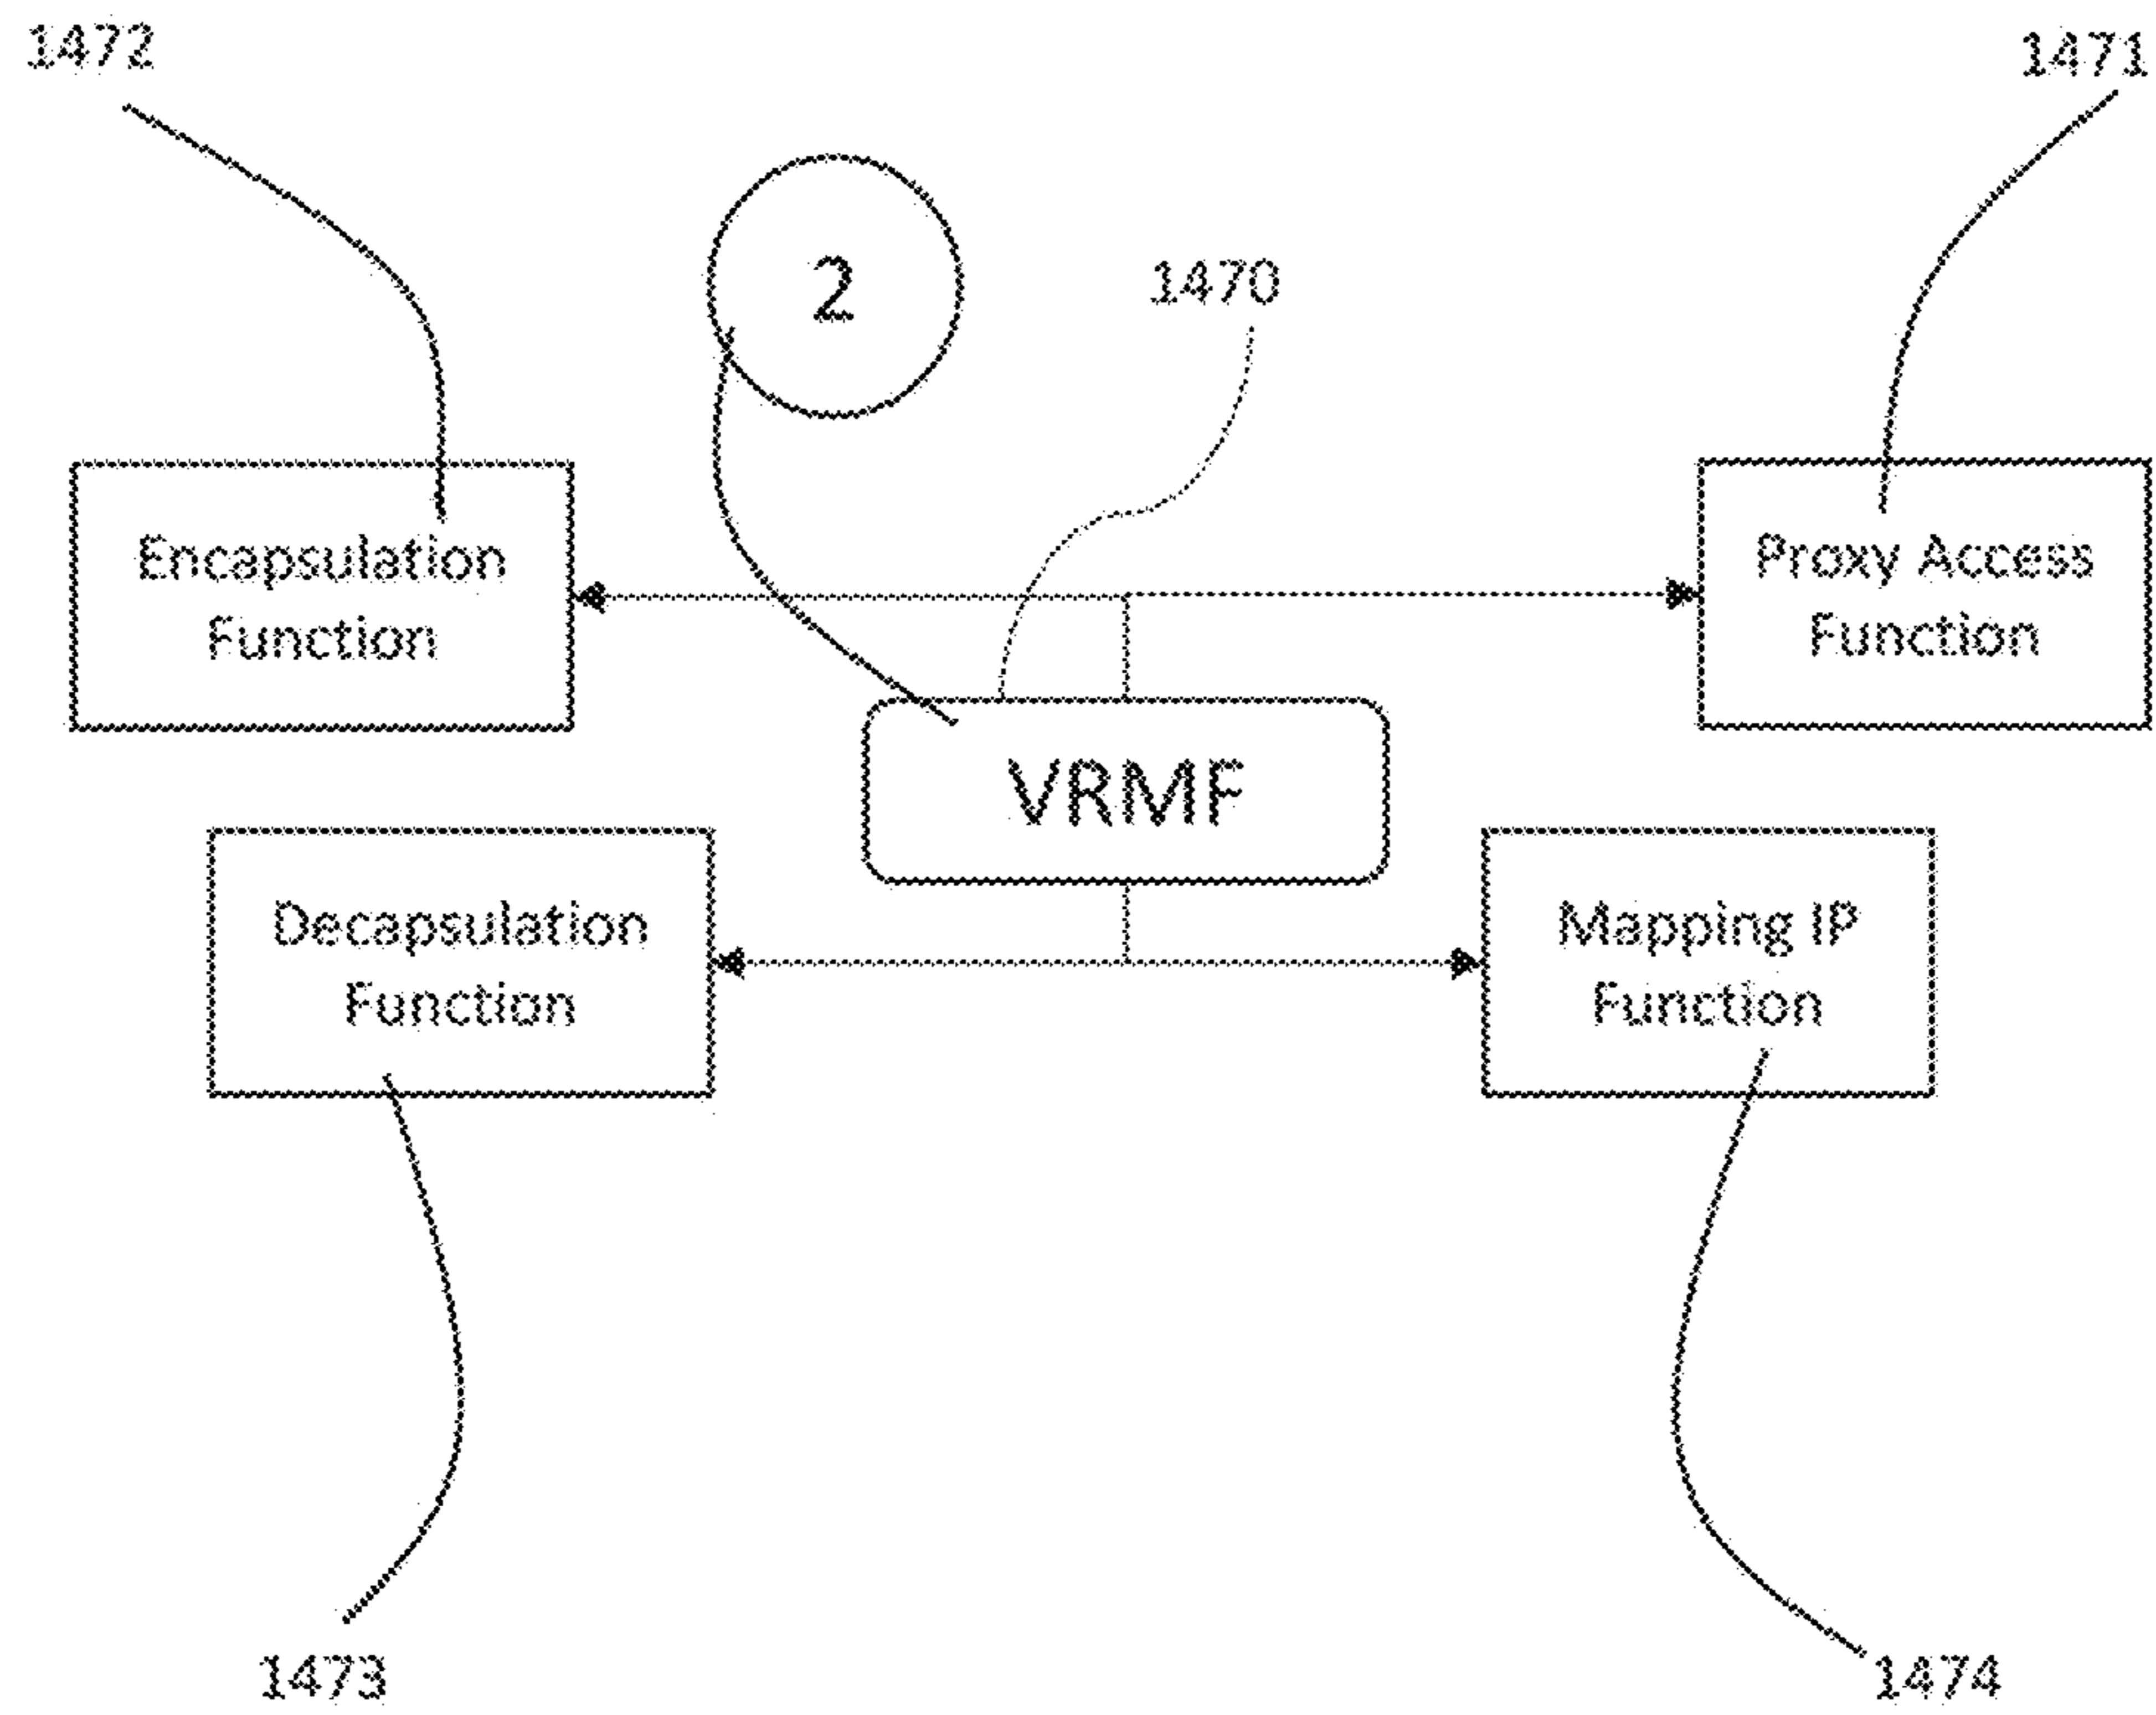 1472
1471
2
1470
Encapsulation
Function
Proxy Access
Function
VRMF
Decapsulation
Function
Mapping IP
Function
1473
1474